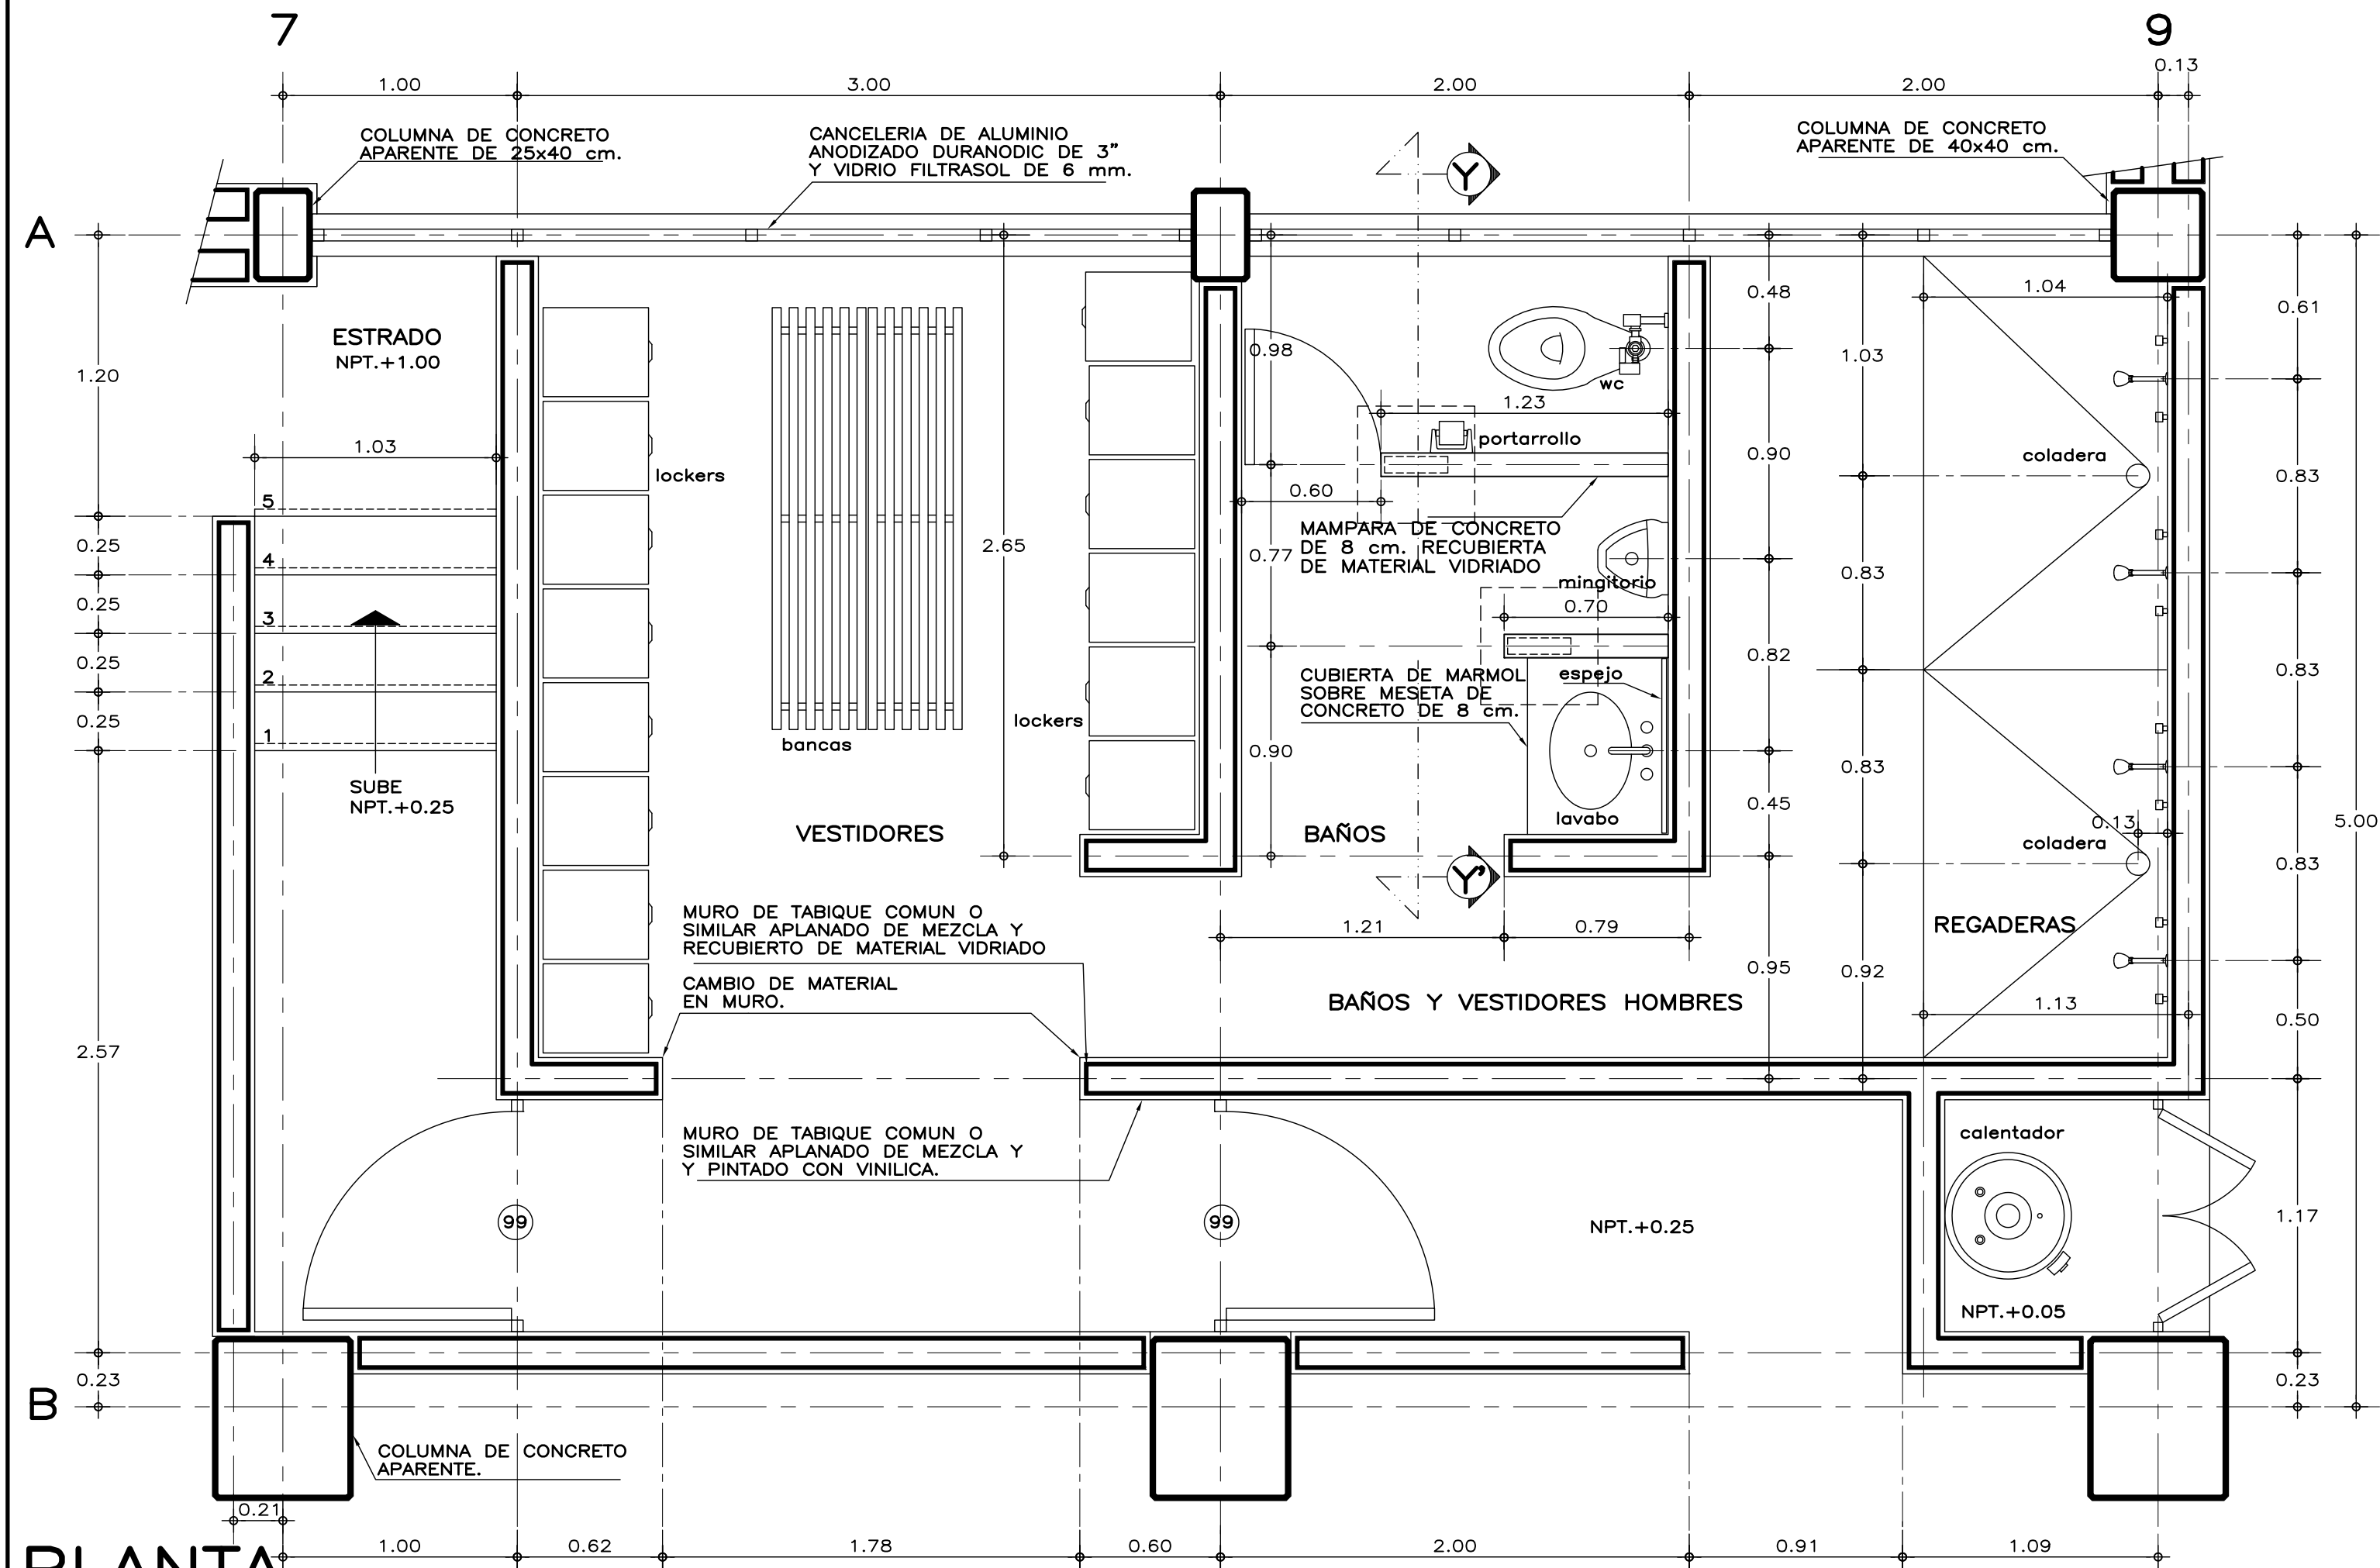 7
9
0.13
1.00
3.00
2.00
2.00
COLUMNA DE CONCRETO
APARENTE DE 25x40 cm.
CANCELERIA DE ALUMINIO
ANODIZADO DURANODIC DE 3”
Y VIDRIO FILTRASOL DE 6 mm.
COLUMNA DE CONCRETO
APARENTE DE 40x40 cm.
Y
A
0.48
1.04
0.61
ESTRADO
NPT.+1.00
0.98
1.03
1.20
wc
1.23
portarrollo
1.03
lockers
0.90
coladera
0.83
0.60
5
0.25
4
0.25
3
0.25
2
0.25
1
2.65
0.77
MAMPARA DE CONCRETO
DE 8 cm. RECUBIERTA
DE MATERIAL VIDRIADO
mingitorio
0.70
0.83
0.82
0.83
CUBIERTA DE MARMOL
SOBRE MESETA DE
CONCRETO DE 8 cm.
espejo
lockers
bancas
0.90
0.83
SUBE
NPT.+0.25
0.45
lavabo
VESTIDORES
BAÑOS
0.13
5.00
coladera
0.83
Y’
MURO DE TABIQUE COMUN O
SIMILAR APLANADO DE MEZCLA Y
RECUBIERTO DE MATERIAL VIDRIADO
1.21
0.79
REGADERAS
0.95
0.92
CAMBIO DE MATERIAL
EN MURO.
BAÑOS Y VESTIDORES HOMBRES
1.13
0.50
2.57
MURO DE TABIQUE COMUN O
SIMILAR APLANADO DE MEZCLA Y
Y PINTADO CON VINILICA.
calentador
99
99
NPT.+0.25
1.17
NPT.+0.05
0.23
0.23
B
COLUMNA DE CONCRETO
APARENTE.
0.21
PLANTA
1.00
0.62
1.78
0.60
2.00
0.91
1.09